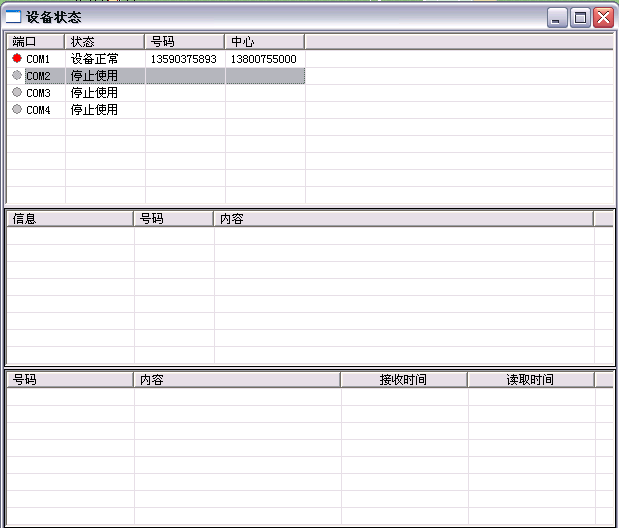 设备状态
端口 状态 号码 中心
COM1 设备正常 13590375893 13800755000
COM2 停止使用
COM3 停止使用
COM4 停止使用
信息 号码 内容
号码 内容 接收时间 读取时间